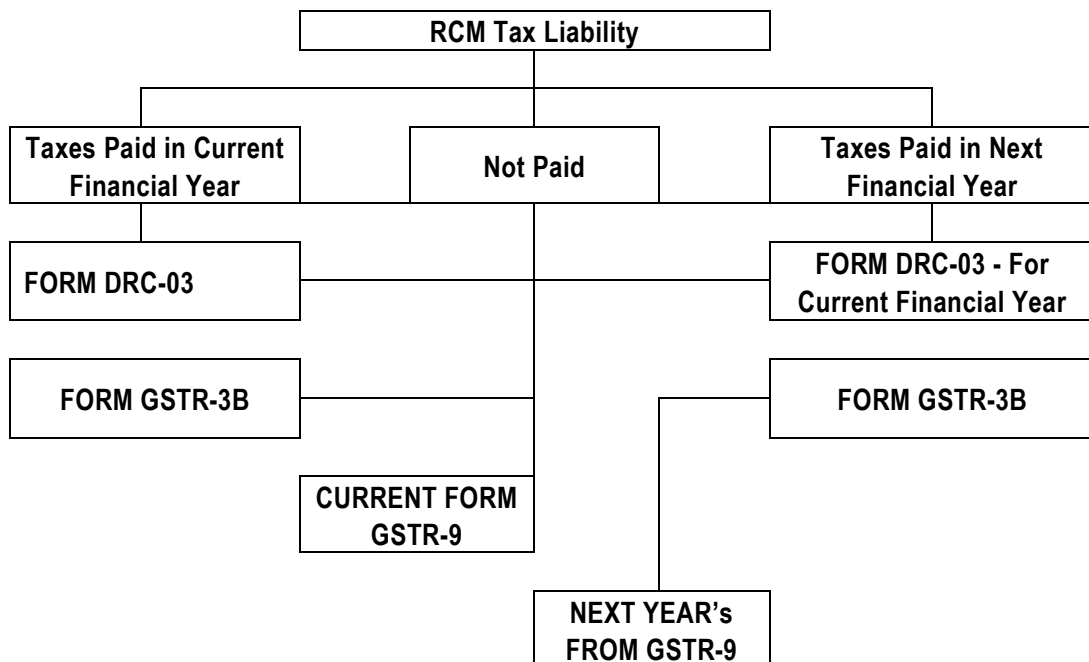 RCM Tax Liability
Taxes Paid in Current
Financial Year
Not Paid
Taxes Paid in Next
Financial Year
FORM DRC-03
FORM DRC-03 - For
Current Financial Year
FORM GSTR-3B
FORM GSTR-3B
CURRENT FORM
GSTR-9
NEXT YEAR's
FROM GSTR-9